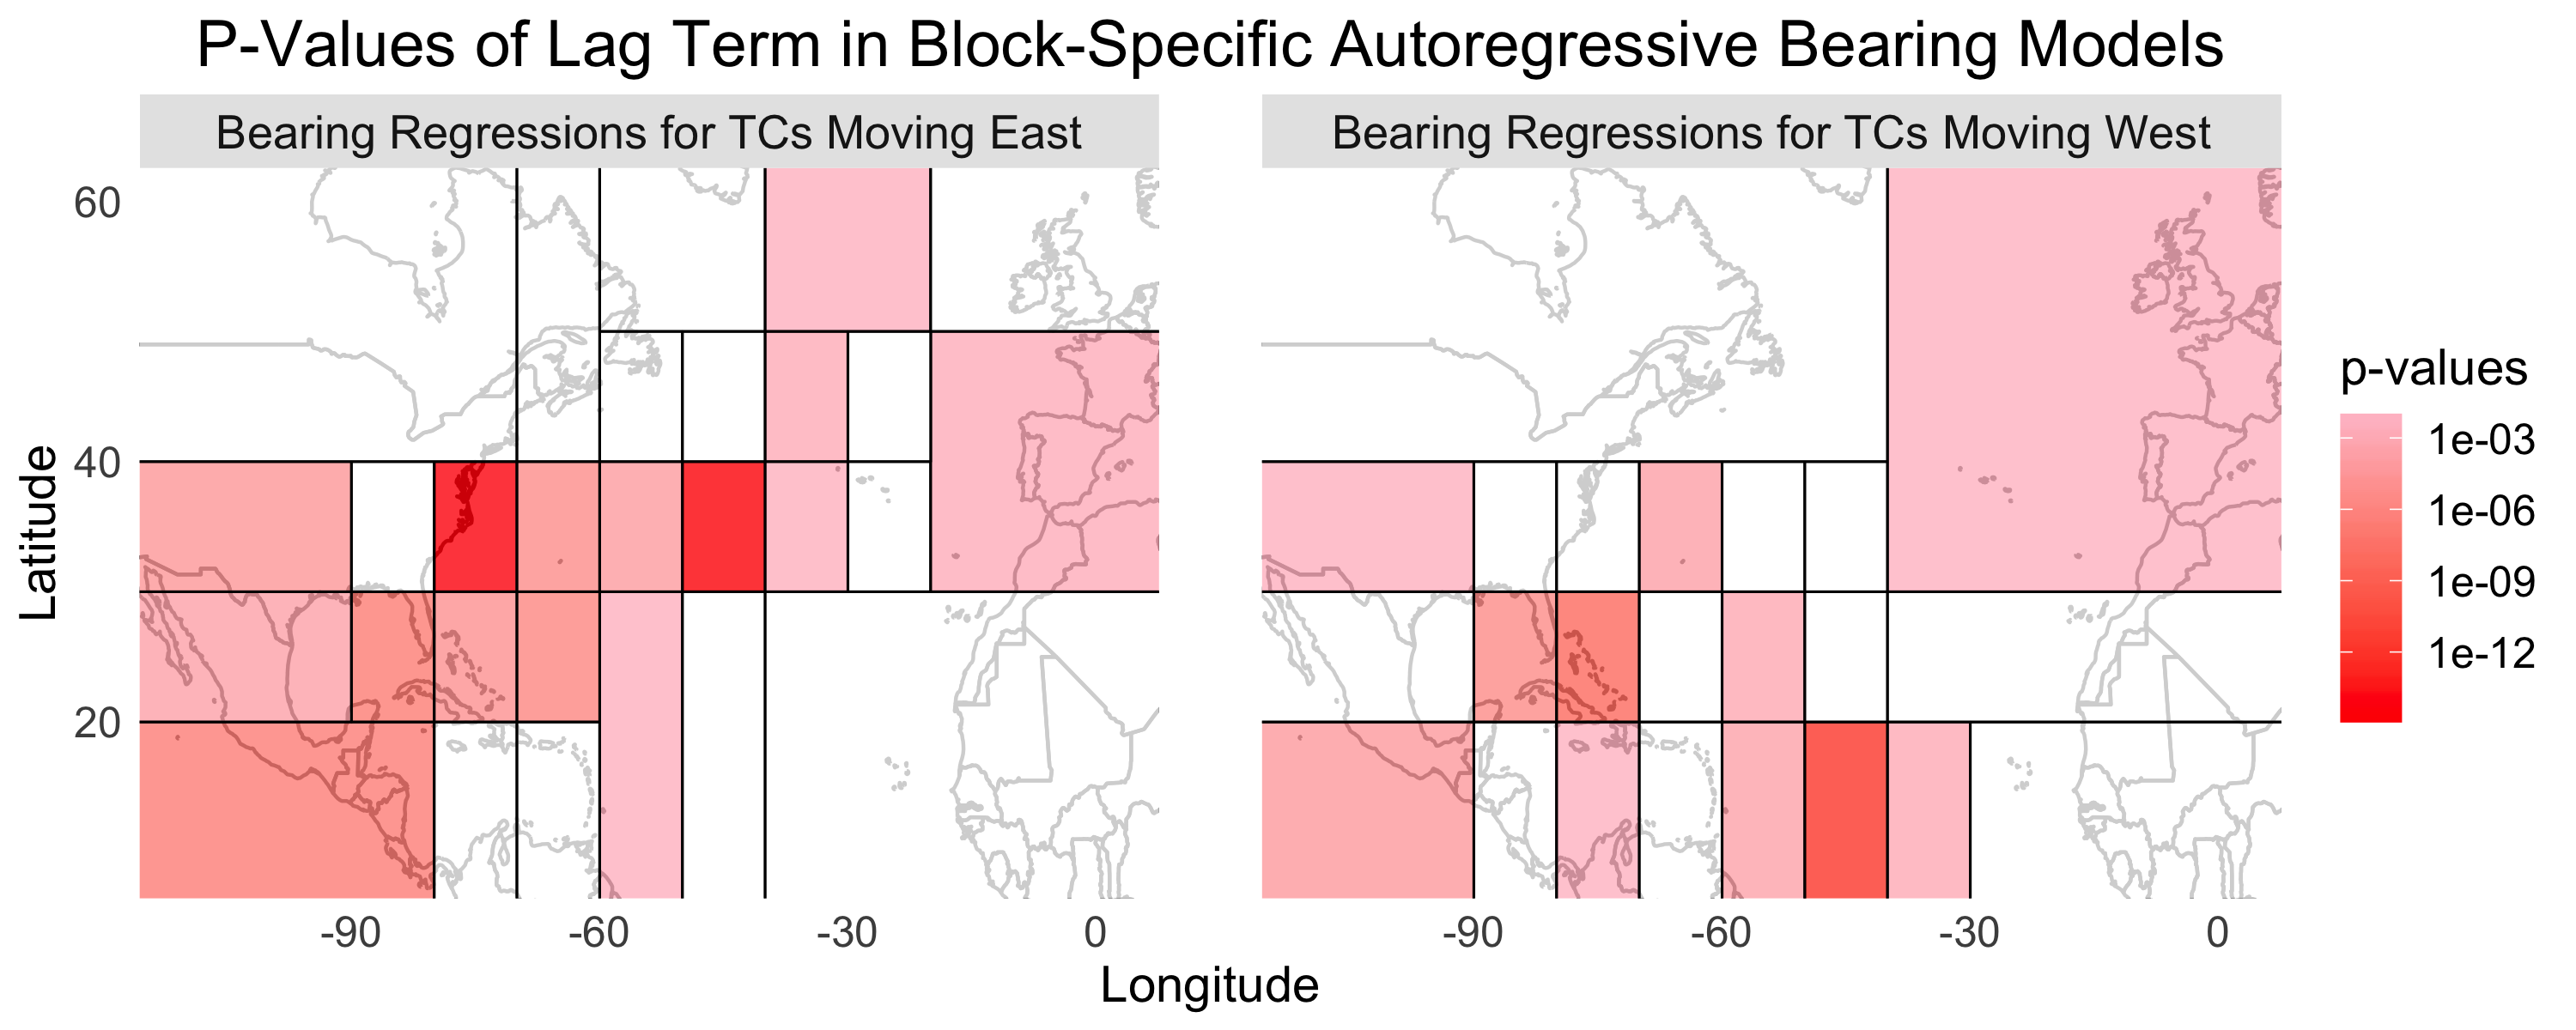 P-Values of Lag Term in Block-Specific Autoregressive Bearing Models
Bearing Regressions for TCs Moving East
Bearing Regressions for TCs Moving West
60
40
20
Latitude
-90
-60
-30
0
-90
-60
-30
0
Longitude
p-values
1e-03
1e-06
1e-09
1e-12